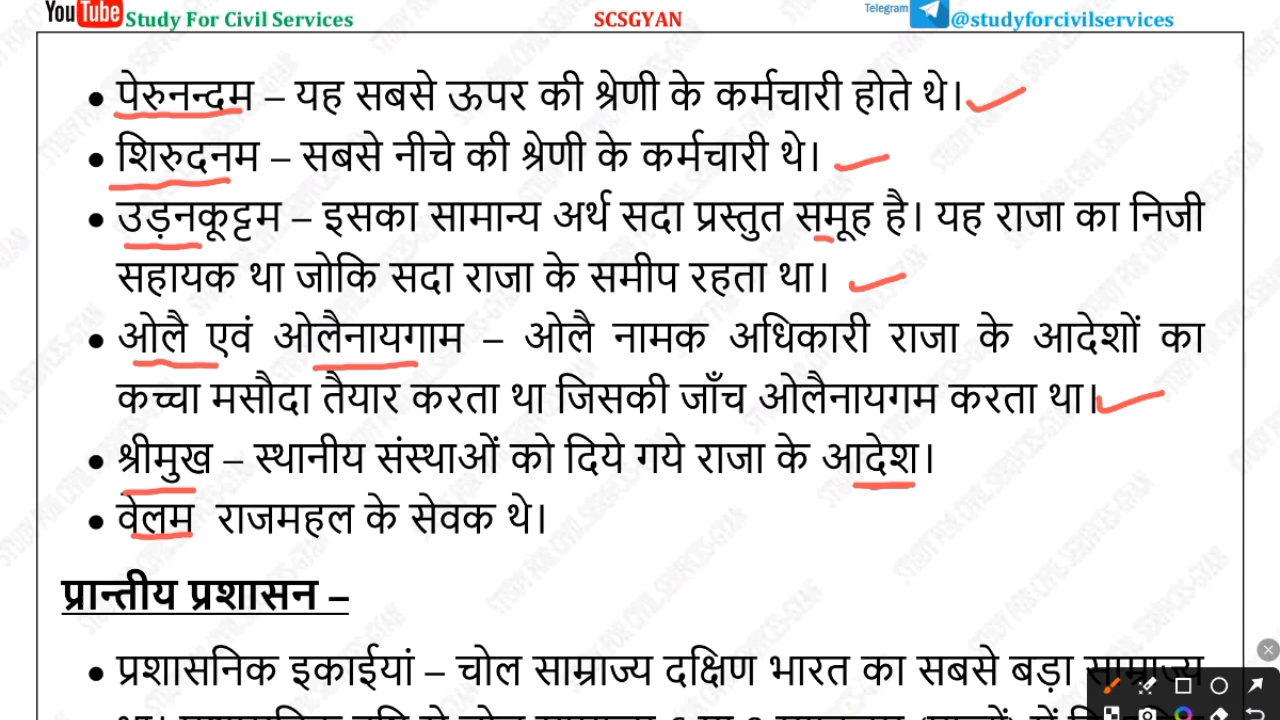 YouTube Study For Civil Services SCSGYAN Telegram @studyforcivilservices
• पेरुनन्दम – यह सबसे ऊपर की श्रेणी के कर्मचारी होते थे।
• शिरुदनम – सबसे नीचे की श्रेणी के कर्मचारी थे।
• उड़नकूट्टम – इसका सामान्य अर्थ सदा प्रस्तुत समूह है। यह राजा का निजी
सहायक था जोकि सदा राजा के समीप रहता था।
• ओलै एवं ओलैनायगाम – ओलै नामक अधिकारी राजा के आदेशों का
कच्चा मसौदा तैयार करता था जिसकी जाँच ओलैनायगम करता था।
• श्रीमुख – स्थानीय संस्थाओं को दिये गये राजा के आदेश।
• वेलम राजमहल के सेवक थे।
प्रान्तीय प्रशासन –
• प्रशासनिक इकाईयां – चोल साम्राज्य दक्षिण भारत का सबसे बड़ा साम्राज्य